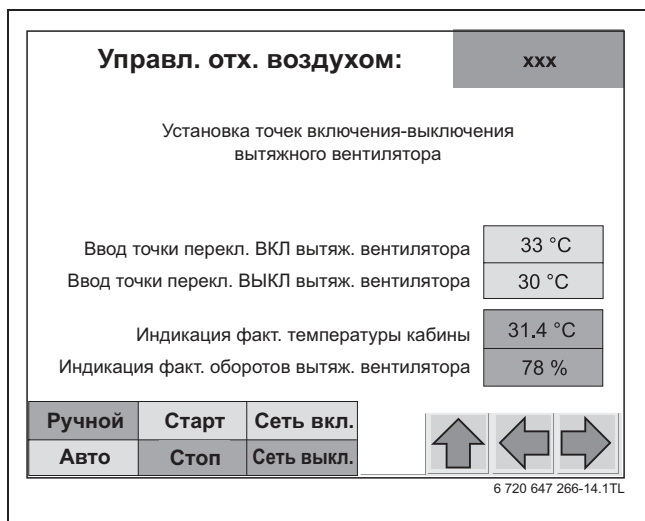 Управл. отх. воздухом:
xxx
Установка точек включения-выключения
вытяжного вентилятора
Ввод точки перекл. ВКЛ вытяж. вентилятора
33 °C
Ввод точки перекл. ВЫКЛ вытяж. вентилятора
30 °C
Индикация факт. температуры кабины
31.4 °C
Индикация факт. оборотов вытяж. вентилятора
78 %
Ручной Старт Сеть вкл.
Авто Стоп Сеть выкл.
6 720 647 266-14.1TL